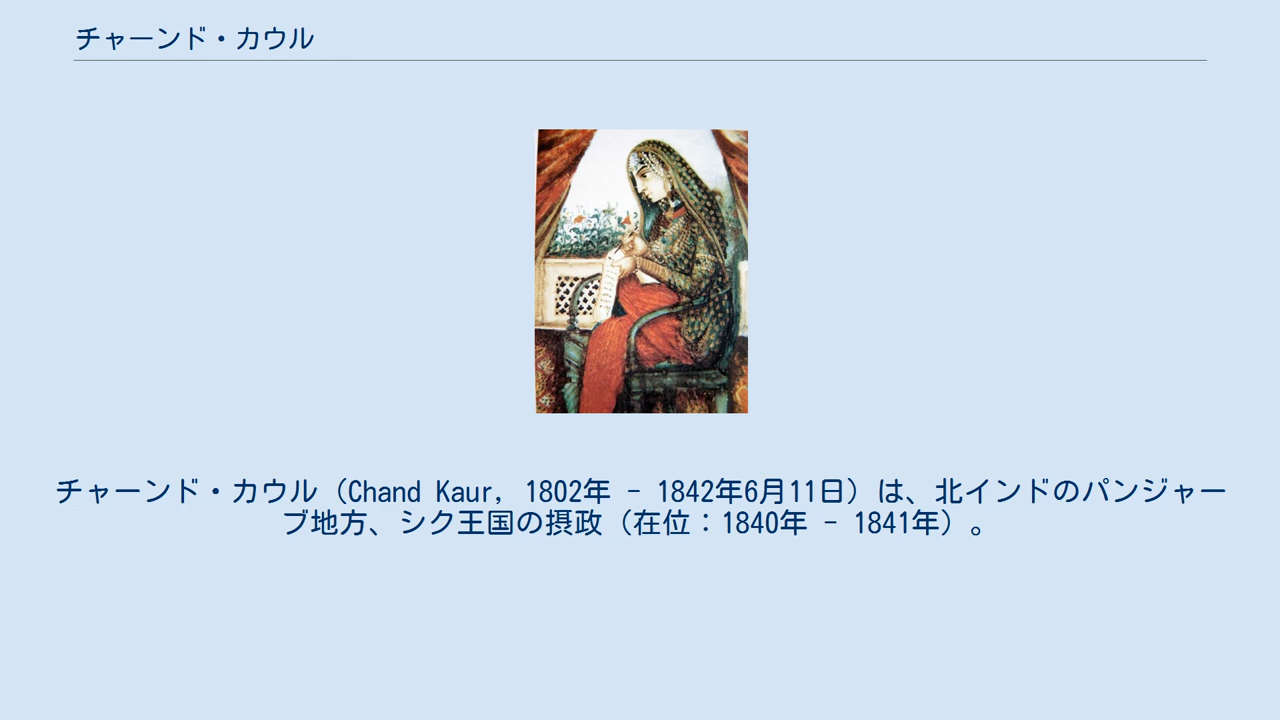 チャーンド・カウル
チャーンド・カウル（Chand Kaur, 1802年 - 1842年6月11日）は、北インドのパンジャー
ブ地方、シク王国の摂政（在位：1840年 - 1841年）。